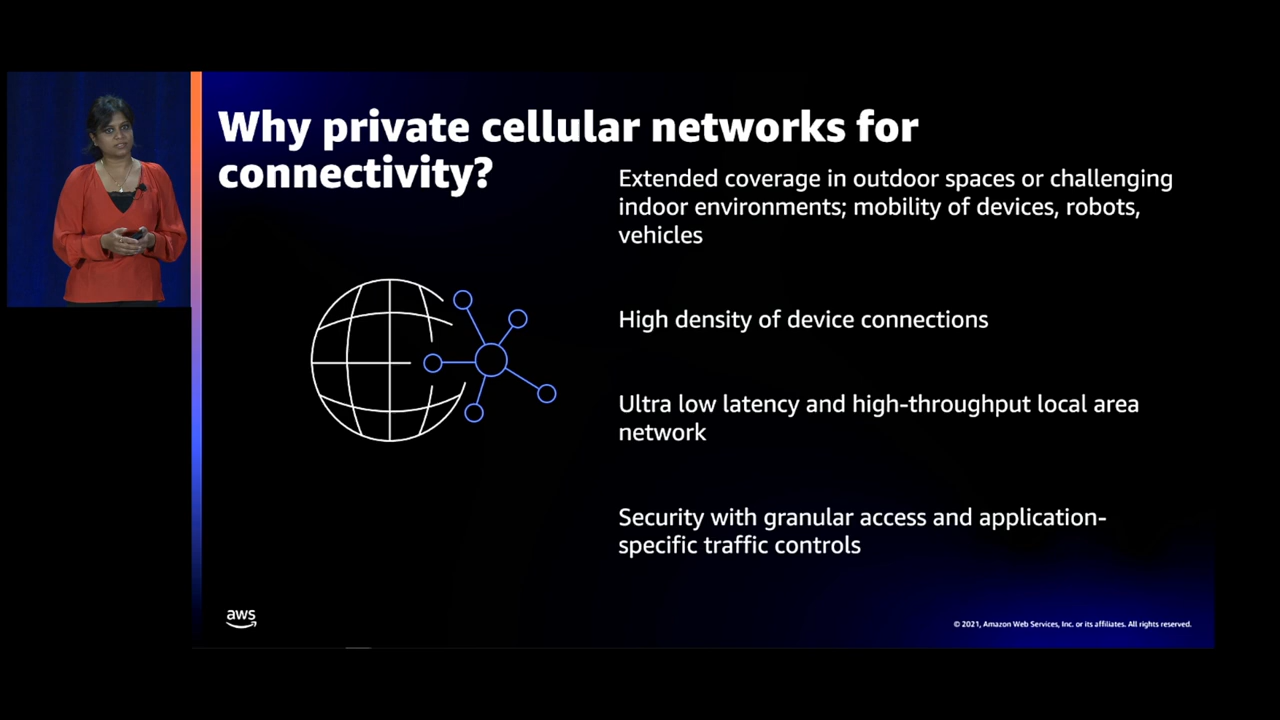 Why private cellular networks for
connectivity?
Extended coverage in outdoor spaces or challenging
indoor environments; mobility of devices, robots,
vehicles
High density of device connections
Ultra low latency and high-throughput local area
network
Security with granular access and application-
specific traffic controls
aws
© 2021, Amazon Web Services, Inc. or its affiliates. All rights reserved.